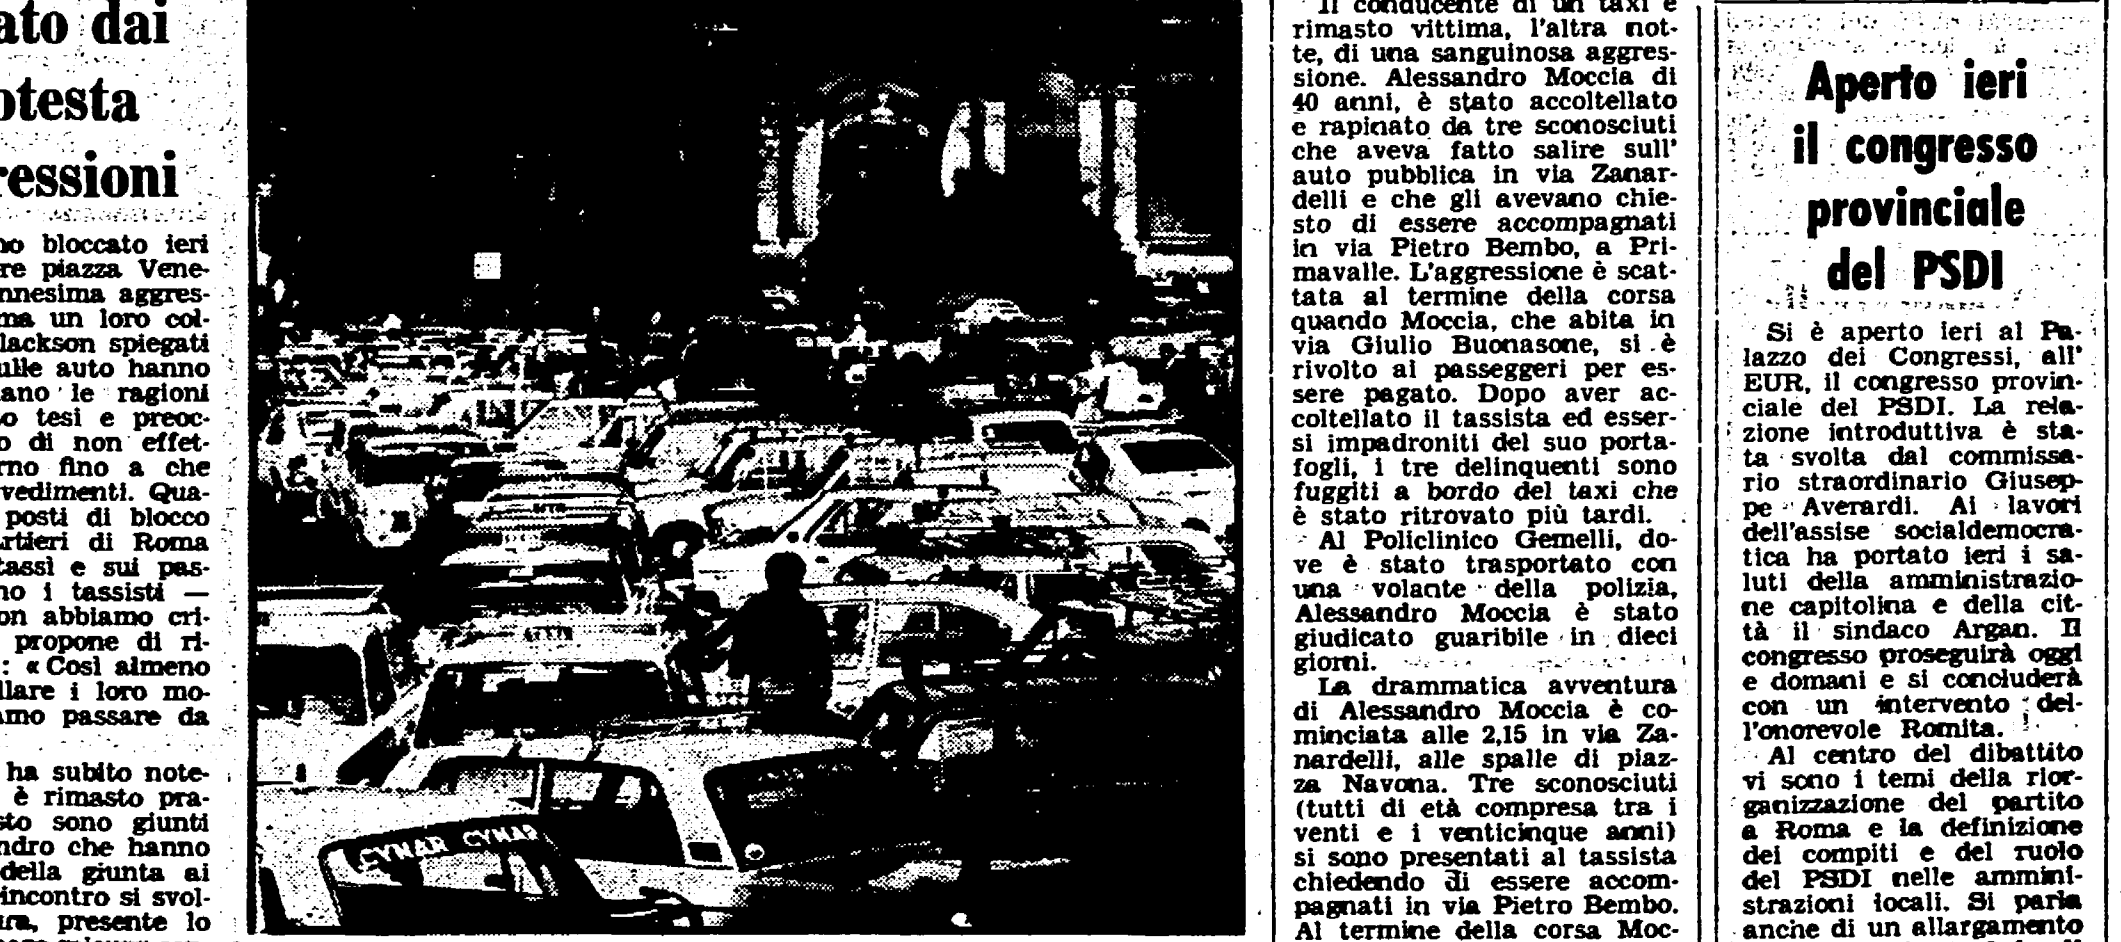 ato dai
otesta
ressioni
no bloccato ieri
re piazza Vene-
nnesima aggres-
ma un loro col-
lackson spiegati
ulle auto hanno
ano le ragioni
o tesi e preoc-
o di non effet-
rno fino a che
vedimenti. Qua-
posti di blocco
rtieri di Roma
tassì e sui pas-
no i tassisti —
on abbiamo cri-
propone di ri-
: « Così almeno
llare i loro mo-
amo passare da
ha subito note-
è rimasto pra-
sto sono giunti
ndro che hanno
della giunta ai
incontro si svol-
ura, presente lo
CYNAR CYNAR
Il conducente di un taxi è
rimasto vittima, l'altra not-
te, di una sanguinosa aggres-
sione. Alessandro Moccia di
40 anni, è stato accoltellato
e rapinato da tre sconosciuti
che aveva fatto salire sull'
auto pubblica in via Zanar-
delli e che gli avevano chie-
sto di essere accompagnati
in via Pietro Bembo, a Pri-
mavalle. L'aggressione è scat-
tata al termine della corsa
quando Moccia, che abita in
via Giulio Buonasone, si è
rivolto ai passeggeri per es-
sere pagato. Dopo aver ac-
coltellato il tassista ed esser-
si impadroniti del suo porta-
fogli, i tre delinquenti sono
fuggiti a bordo del taxi che
è stato ritrovato più tardi.
Al Policlinico Gemelli, do-
ve è stato trasportato con
una volante della polizia,
Alessandro Moccia è stato
giudicato guaribile in dieci
giorni.
La drammatica avventura
di Alessandro Moccia è co-
minciata alle 2,15 in via Za-
nardelli, alle spalle di piaz-
za Navona. Tre sconosciuti
(tutti di età compresa tra i
venti e i venticinque anni)
si sono presentati al tassista
chiedendo di essere accom-
pagnati in via Pietro Bembo.
Al termine della corsa Moc-
Aperto ieri
il congresso
provinciale
del PSDI
Si è aperto ieri al Pa-
lazzo dei Congressi, all'
EUR, il congresso provin-
ciale del PSDI. La rela-
zione introduttiva è sta-
ta svolta dal commissa-
rio straordinario Giusep-
pe Averardi. Ai lavori
dell'assise socialdemocra-
tica ha portato ieri i sa-
luti della amministrazio-
ne capitolina e della cit-
tà il sindaco Argan. Il
congresso proseguirà oggi
e domani e si concluderà
con un intervento del-
l'onorevole Romita.
Al centro del dibattito
vi sono i temi della rior-
ganizzazione del partito
a Roma e la definizione
dei compiti e del ruolo
del PSDI nelle ammini-
strazioni locali. Si parla
anche di un allargamento